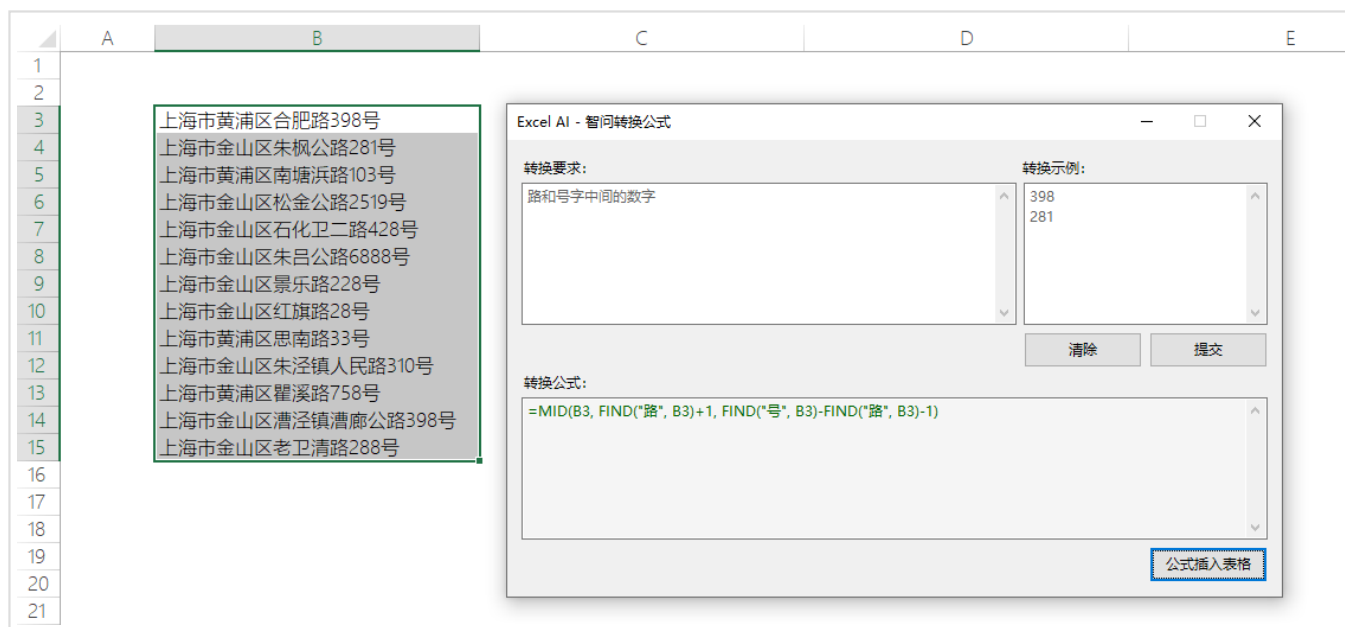 A B C D E
1
2
3 上海市黄浦区合肥路398号
4 上海市金山区朱枫公路281号
5 上海市黄浦区南塘浜路103号
6 上海市金山区松金公路2519号
7 上海市金山区石化卫二路428号
8 上海市金山区朱吕公路6888号
9 上海市金山区景乐路228号
10 上海市金山区红旗路28号
11 上海市黄浦区思南路33号
12 上海市金山区朱泾镇人民路310号
13 上海市黄浦区瞿溪路758号
14 上海市金山区漕泾镇漕廊公路398号
15 上海市金山区老卫清路288号
16
17
18
19
20
21
Excel AI - 智问转换公式
转换要求: 转换示例:
路和号字中间的数字 398
281
清除 提交
转换公式:
=MID(B3, FIND("路", B3)+1, FIND("号", B3)-FIND("路", B3)-1)
公式插入表格